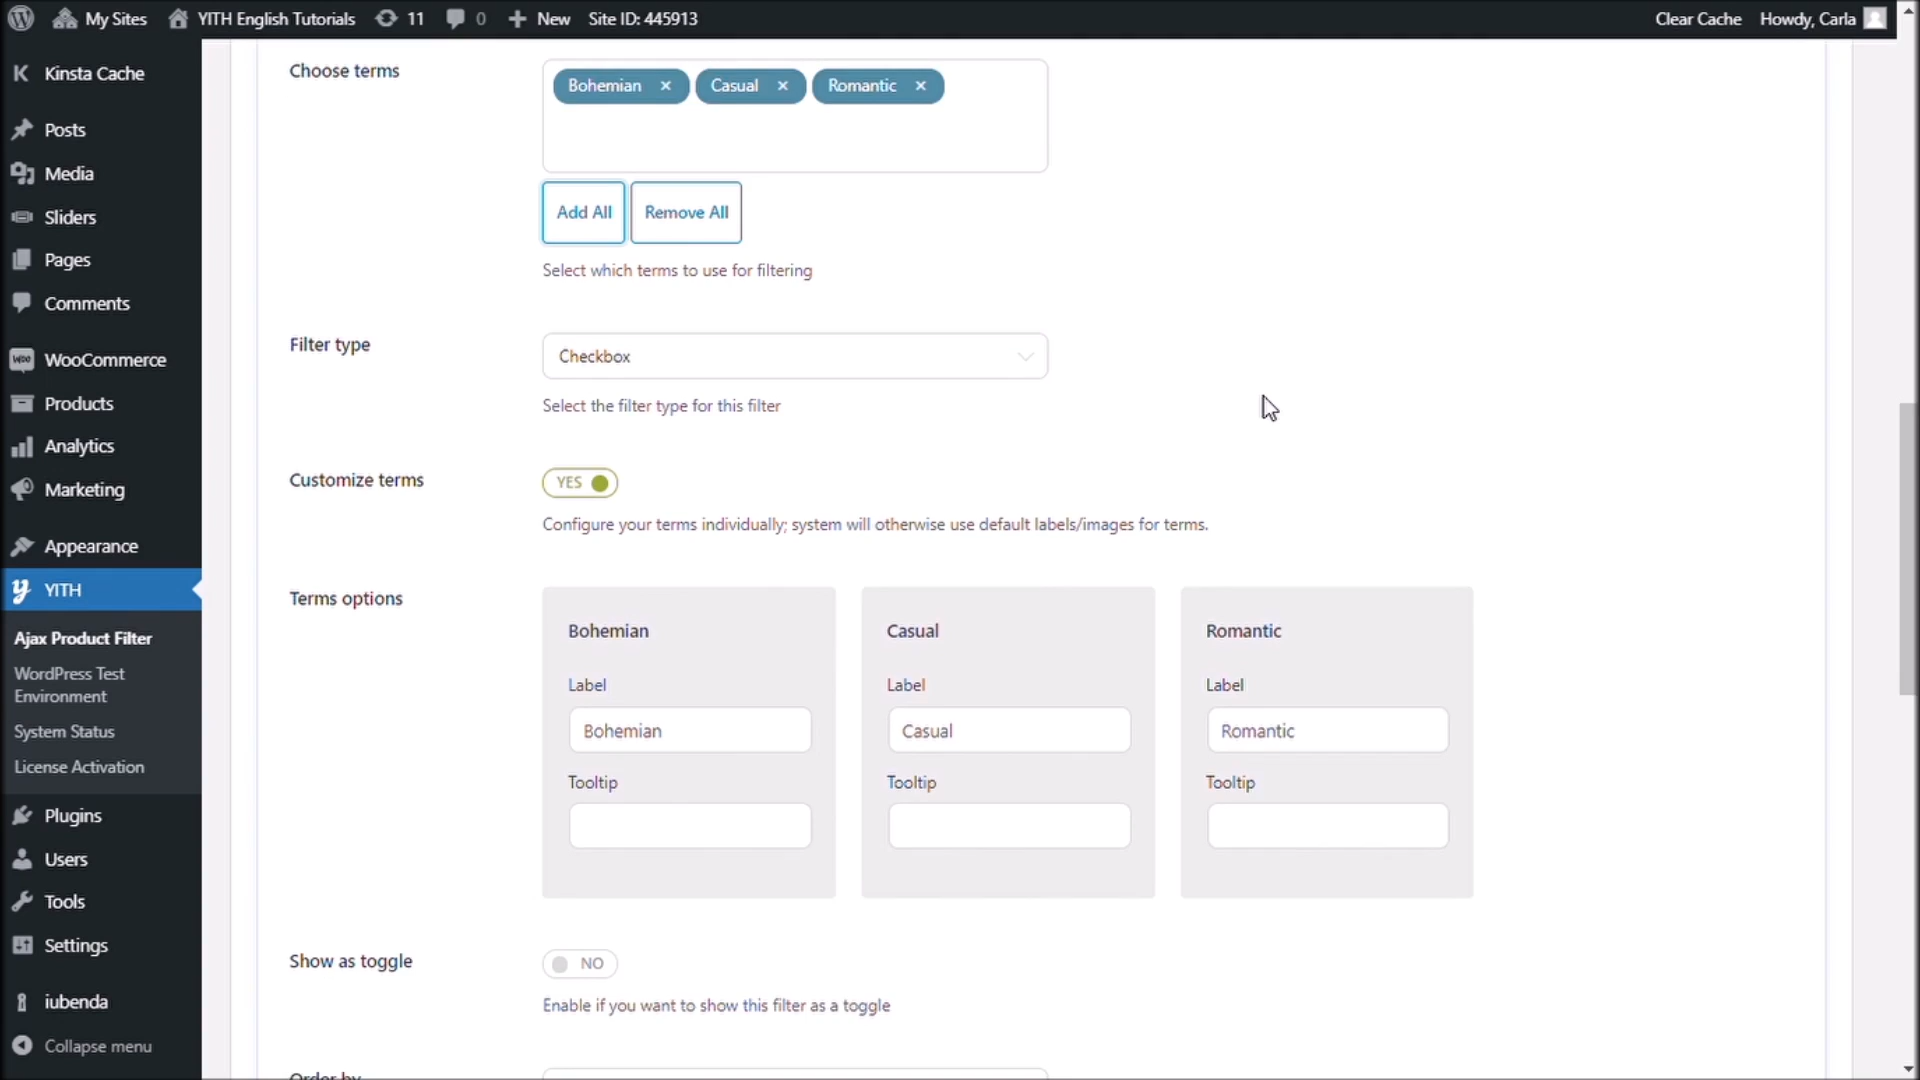 My Sites YITH English Tutorials 11 0 New Site ID: 445913 Clear Cache Howdy, Carla
Kinsta Cache
Posts
Media
Sliders
Pages
Comments
WooCommerce
Products
Analytics
Marketing
Appearance
YITH
Ajax Product Filter
WordPress Test
Environment
System Status
License Activation
Plugins
Users
Tools
Settings
iubenda
Collapse menu
Choose terms
Bohemian × Casual × Romantic ×
Add All Remove All
Select which terms to use for filtering
Filter type
Checkbox
Select the filter type for this filter
Customize terms
YES
Configure your terms individually; system will otherwise use default labels/images for terms.
Terms options
Bohemian Casual Romantic
Label Label Label
Bohemian Casual Romantic
Tooltip Tooltip Tooltip
Show as toggle
NO
Enable if you want to show this filter as a toggle
Order by